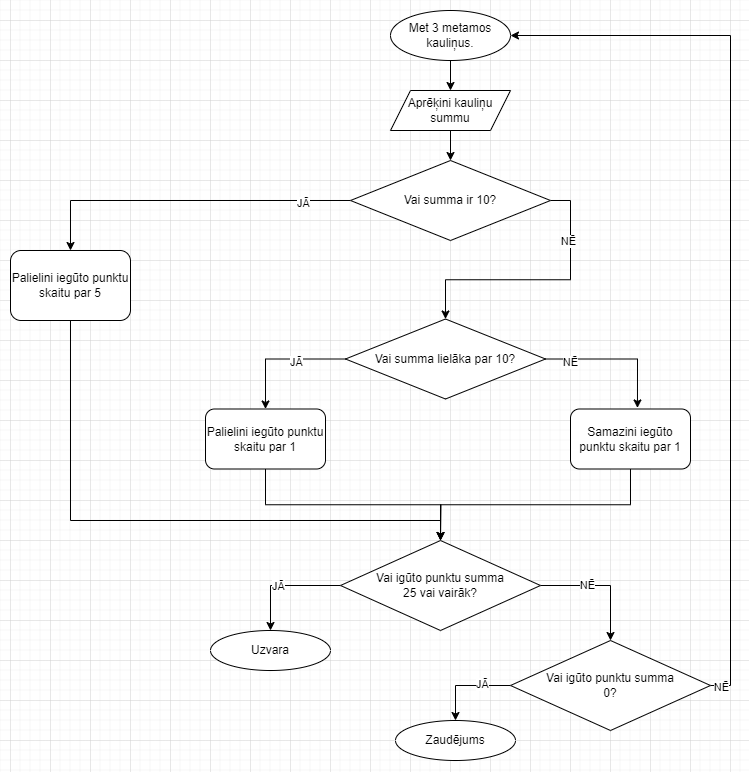 Met 3 metamos
kauliņus.
Aprēķini kauliņu
summu
Vai summa ir 10?
JĀ
NĒ
Palielini iegūto punktu
skaitu par 5
Vai summa lielāka par 10?
JĀ
NĒ
Palielini iegūto punktu
skaitu par 1
Samazini iegūto
punktu skaitu par 1
Vai igūto punktu summa
25 vai vairāk?
JĀ
NĒ
Uzvara
Vai igūto punktu summa
0?
JĀ
NĒ
Zaudējums